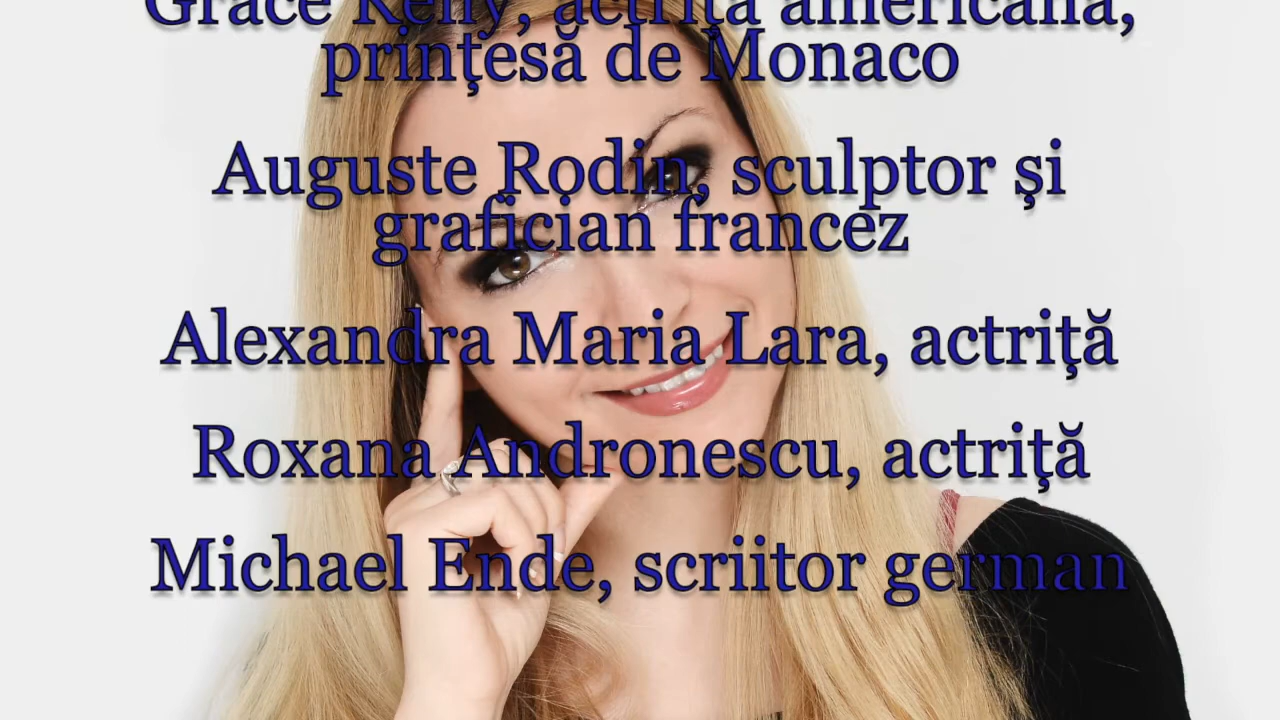 Grace Kelly, actriță americană,
prințesă de Monaco
Auguste Rodin, sculptor și
grafician francez
Alexandra Maria Lara, actriță
Roxana Andronescu, actriță
Michael Ende, scriitor german